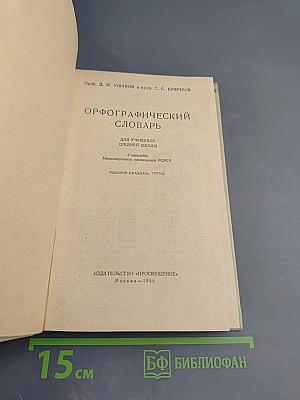 Проф. Д. Н. УШАКОВ и проф. С. Е. КРЮЧКОВ
ОРФОГРАФИЧЕСКИЙ
СЛОВАРЬ
ДЛЯ УЧАЩИХСЯ
СРЕДНЕЙ ШКОЛЫ
Утверждён
Министерством просвещения РСФСР
ИЗДАНИЕ ДВАДЦАТЬ ТРЕТЬЕ
ИЗДАТЕЛЬСТВО «ПРОСВЕЩЕНИЕ»
Москва —
15 см
БФ БИБЛИОФАН